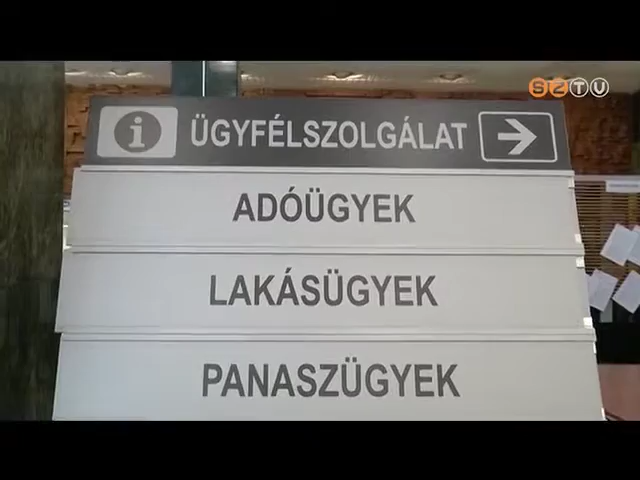 SZTV
i ÜGYFÉLSZOLGÁLAT →
ADÓÜGYEK
LAKÁSÜGYEK
PANASZÜGYEK